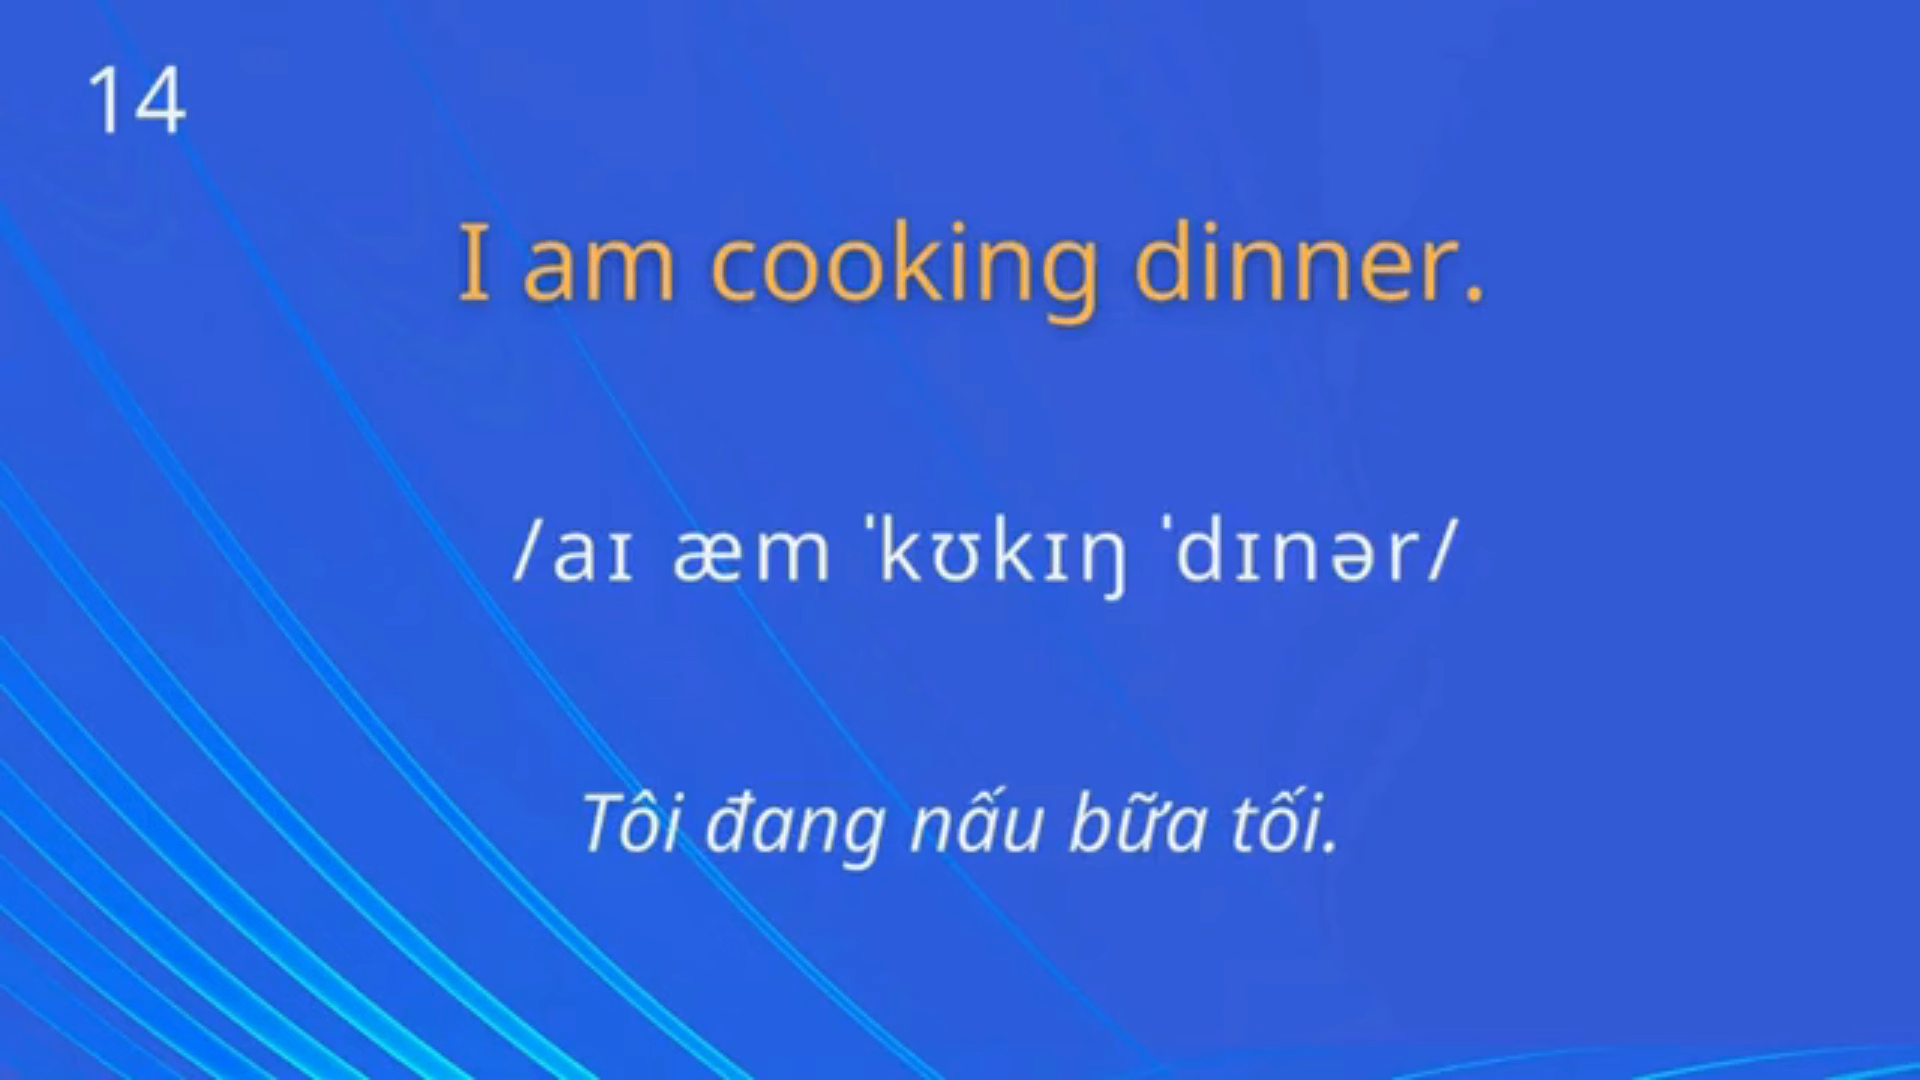 14
I am cooking dinner.
/aɪ æm ˈkʊkɪŋ ˈdɪnər/
Tôi đang nấu bữa tối.